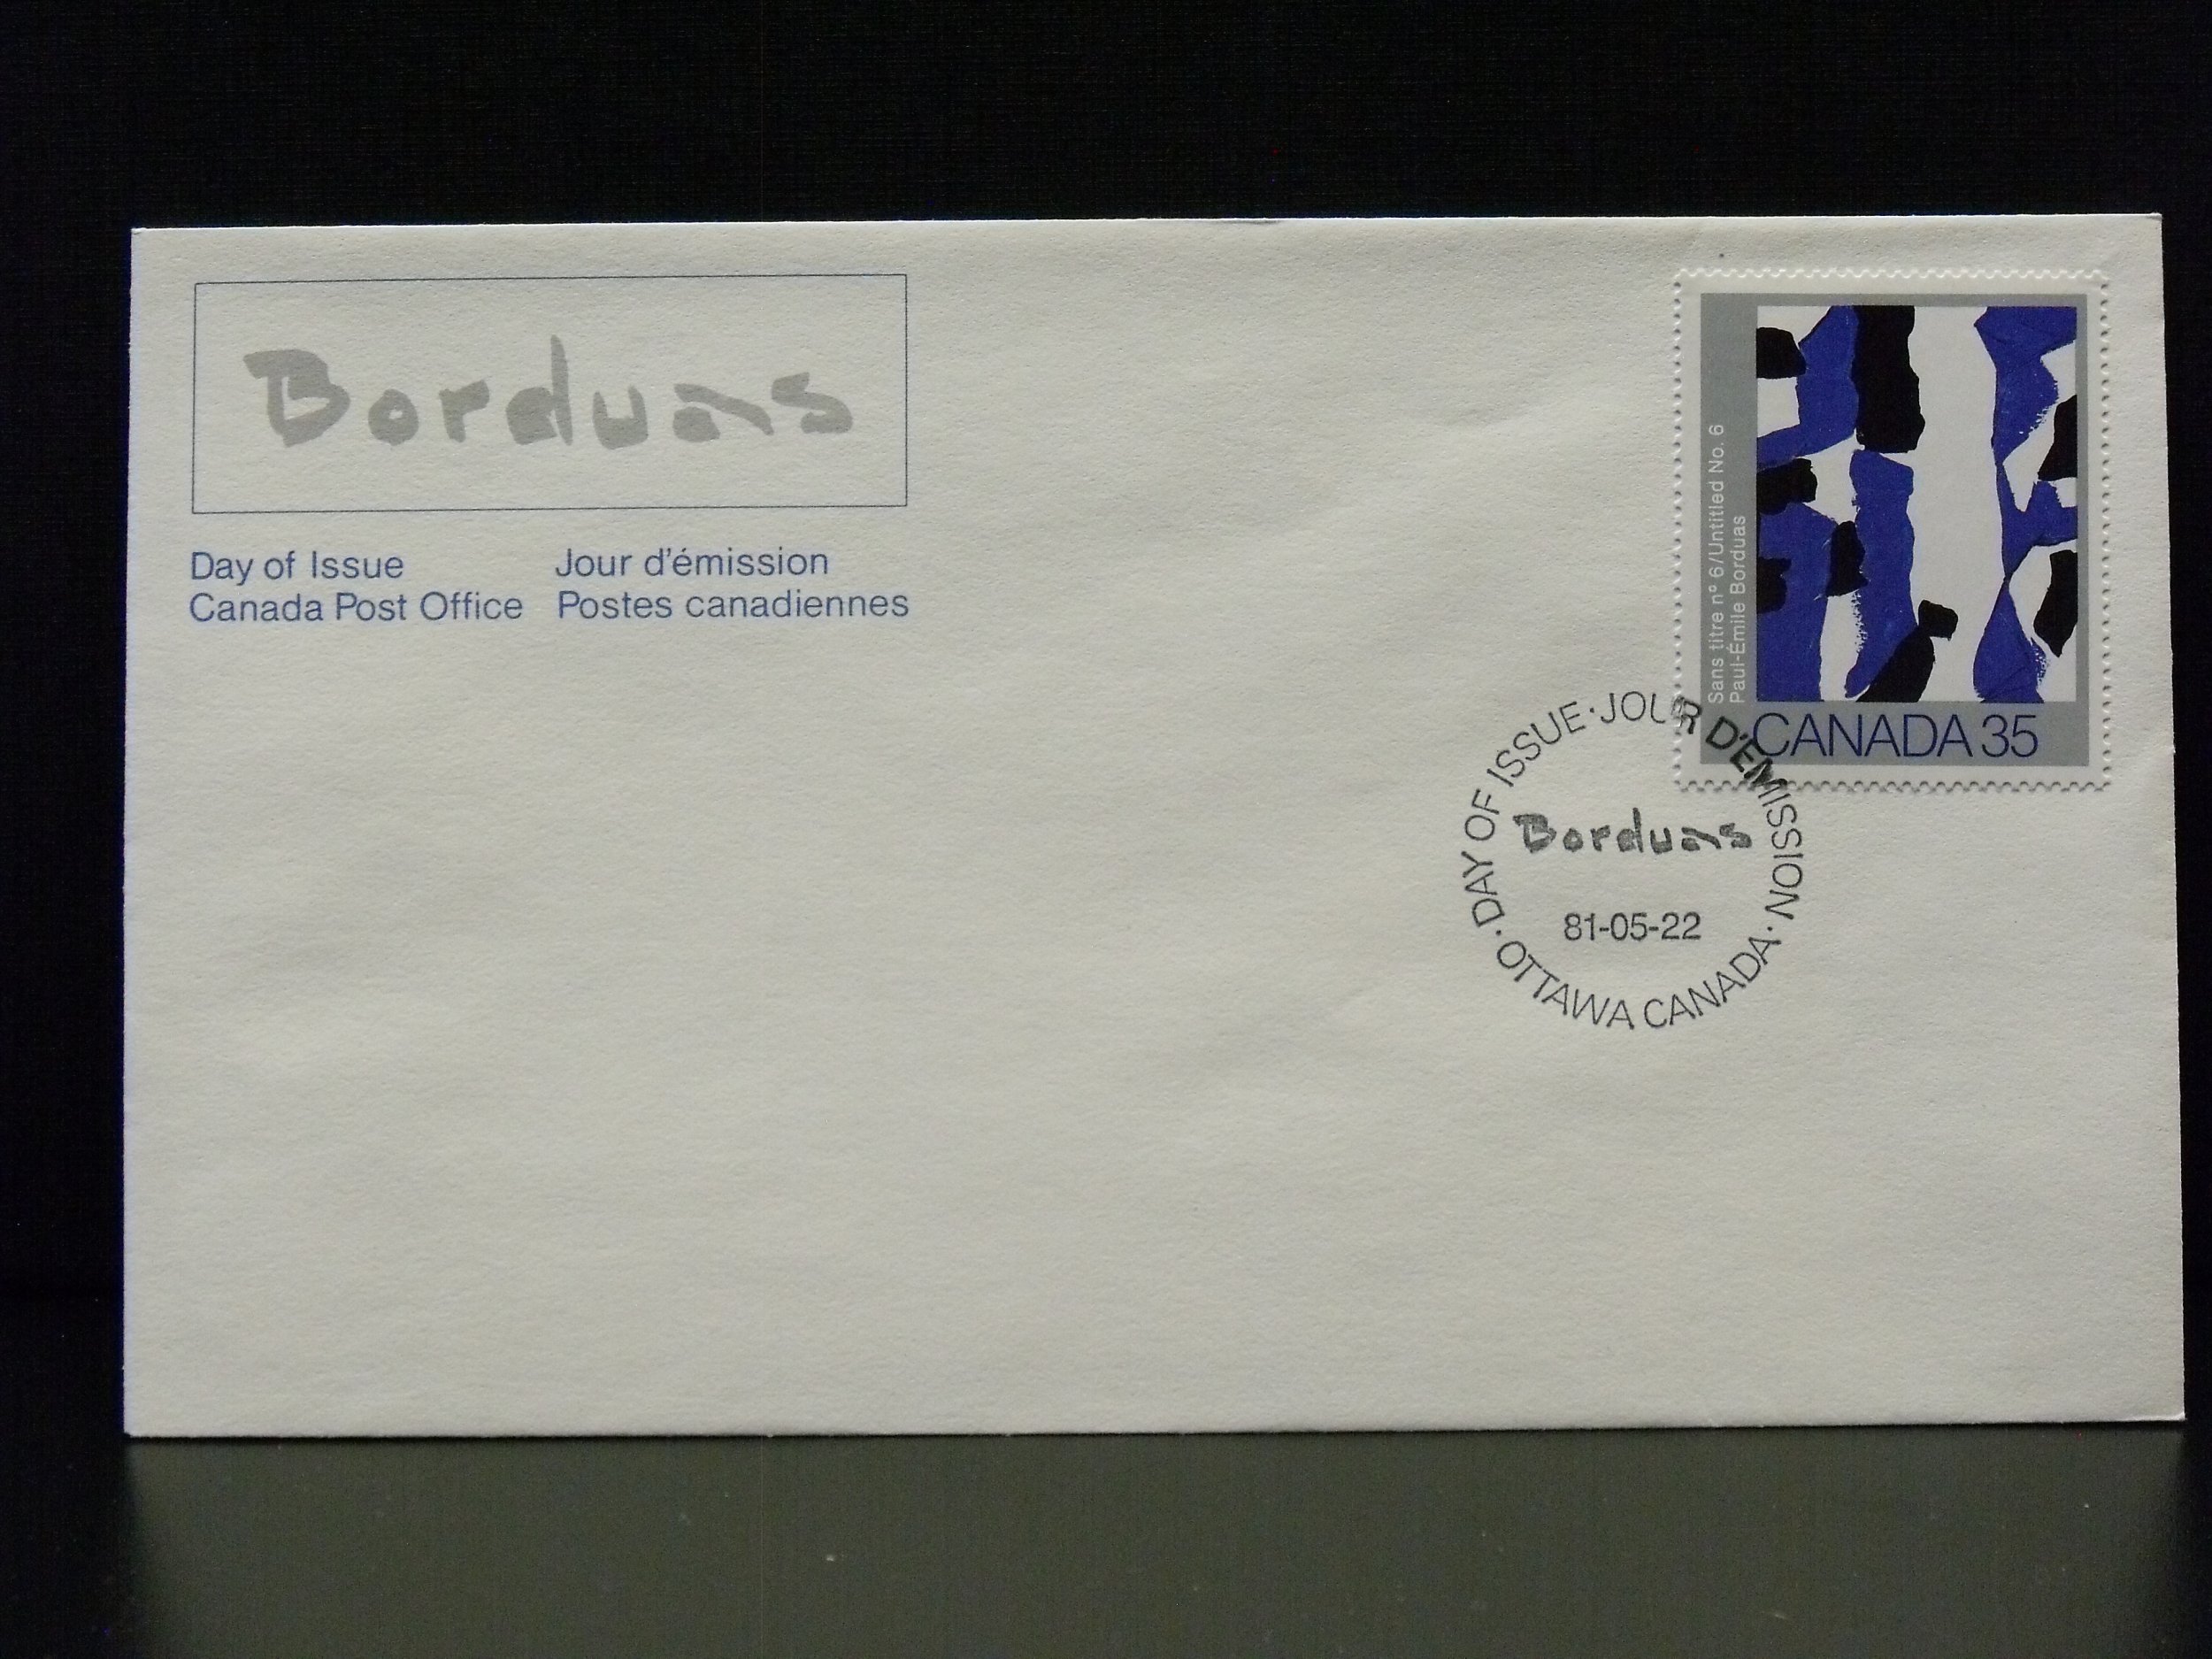 Borduas
Day of Issue
Canada Post Office
Jour d'émission
Postes canadiennes
Sans titre nº 6/Untitled No. 6
Paul-Émile Borduas
CANADA 35
·DAY OF ISSUE·JOUR D'ÉMISSION·
Borduas
81-05-22
OTTAWA CANADA